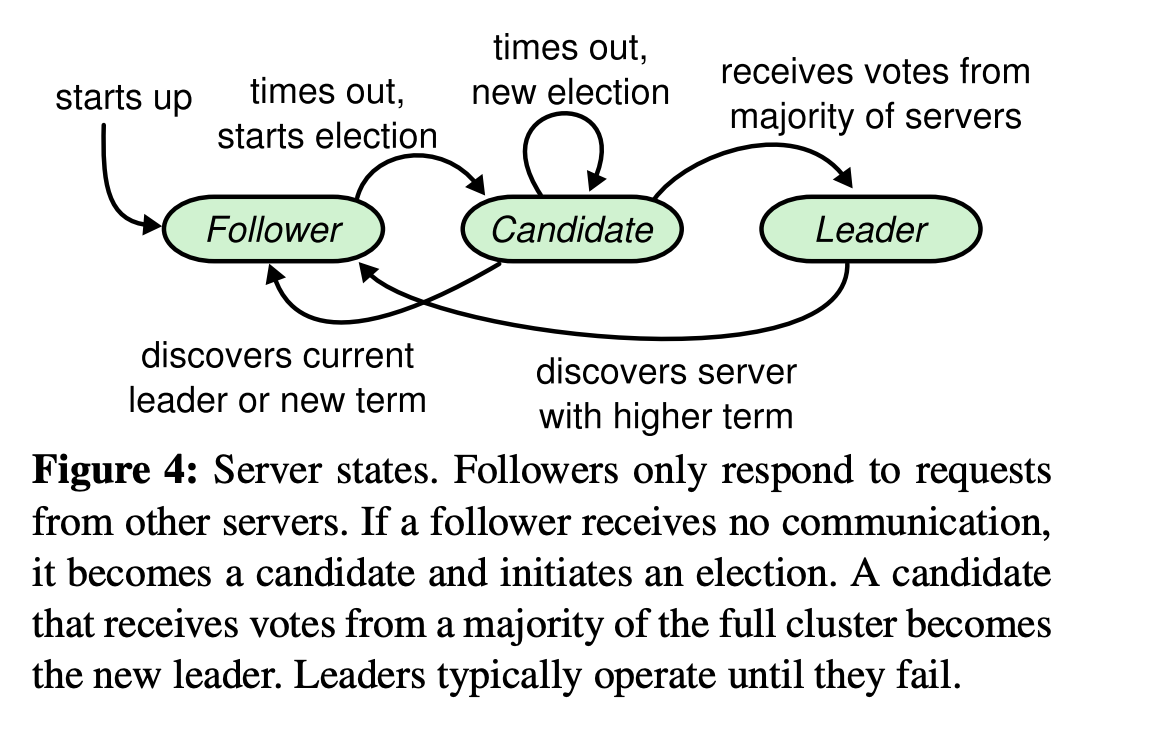 starts up
times out,
starts election
times out,
new election
receives votes from
majority of servers
Follower
Candidate
Leader
discovers current
leader or new term
discovers server
with higher term
Figure 4: Server states. Followers only respond to requests
from other servers. If a follower receives no communication,
it becomes a candidate and initiates an election. A candidate
that receives votes from a majority of the full cluster becomes
the new leader. Leaders typically operate until they fail.